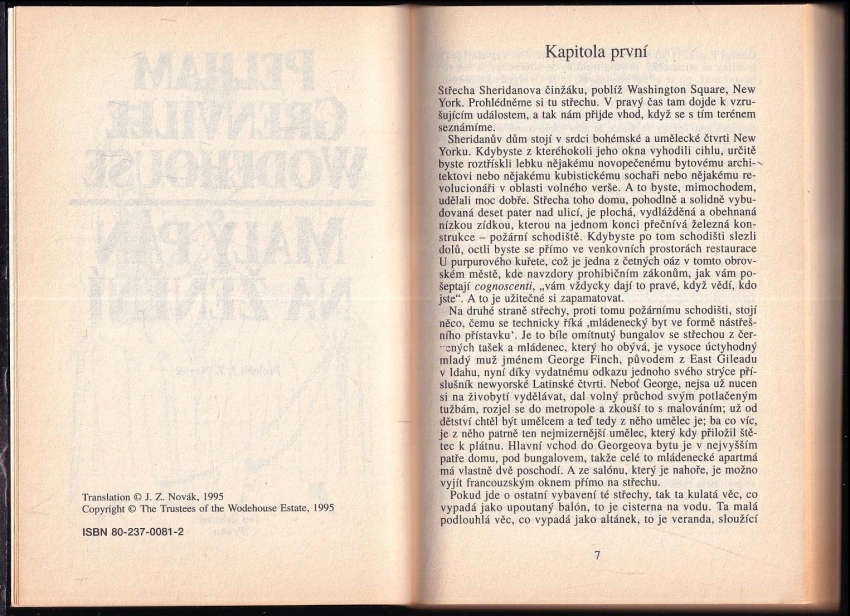 Translation © J. Z. Novák, 1995
Copyright © The Trustees of the Wodehouse Estate, 1995
ISBN 80-237-0081-2
Kapitola první
Střecha Sheridanova činžáku, poblíž Washington Square, New
York. Prohlédněme si tu střechu. V pravý čas tam dojde k vzru-
šujícím událostem, a tak nám přijde vhod, když se s tím terénem
seznámíme.
Sheridanův dům stojí v srdci bohémské a umělecké čtvrti New
Yorku. Kdybyste z kteréhokoli jeho okna vyhodili cihlu, určitě
byste roztřískli lebku nějakému novopečenému bytovému archi-
tektovi nebo nějakému kubistickému sochaři nebo nějakému re-
volucionáři v oblasti volného verše. A to byste, mimochodem,
udělali moc dobře. Střecha toho domu, pohodlně a solidně vybu-
dovaná deset pater nad ulicí, je plochá, vydlážděná a obehnaná
nízkou zídkou, kterou na jednom konci přečnívá železná kon-
strukce – požární schodiště. Kdybyste po tom schodišti slezli
dolů, octli byste se přímo ve venkovních prostorách restaurace
U purpurového kuřete, což je jedna z četných oáz v tomto obrov-
ském městě, kde navzdory prohibičním zákonům, jak vám po-
šeptají cognoscenti, „vám vždycky dají to pravé, když vědí, kdo
jste“. A to je užitečné si zapamatovat.
Na druhé straně střechy, proti tomu požárnímu schodišti, stojí
něco, čemu se technicky říká ‚mládenecký byt ve formě nástřeš-
ního přístavku‘. Je to bíle omítnutý bungalov se střechou z čer-
ených tašek a mládenec, který ho obývá, je vysoce úctyhodný
mladý muž jménem George Finch, původem z East Gileadu
v Idahu, nyní díky vydatnému odkazu jednoho svého strýce pří-
slušník newyorské Latinské čtvrti. Neboť George, nejsa už nucen
si na živobytí vydělávat, dal volný průchod svým potlačeným
tužbám, rozjel se do metropole a zkouší to s malováním; už od
dětství chtěl být umělcem a teď tedy z něho umělec je; ba co víc,
je z něho patrně ten nejmizernější umělec, který kdy přiložil ště-
tec k plátnu. Hlavní vchod do Georgeova bytu je v nejvyšším
patře domu, pod bungalovem, takže celé to mládenecké apartmá
má vlastně dvě poschodí. A ze salónu, který je nahoře, je možno
vyjít francouzským oknem přímo na střechu.
Pokud jde o ostatní vybavení té střechy, tak ta kulatá věc, co
vypadá jako upoutaný balón, to je cisterna na vodu. Ta malá
podlouhlá věc, co vypadá jako altánek, to je veranda, sloužící
7